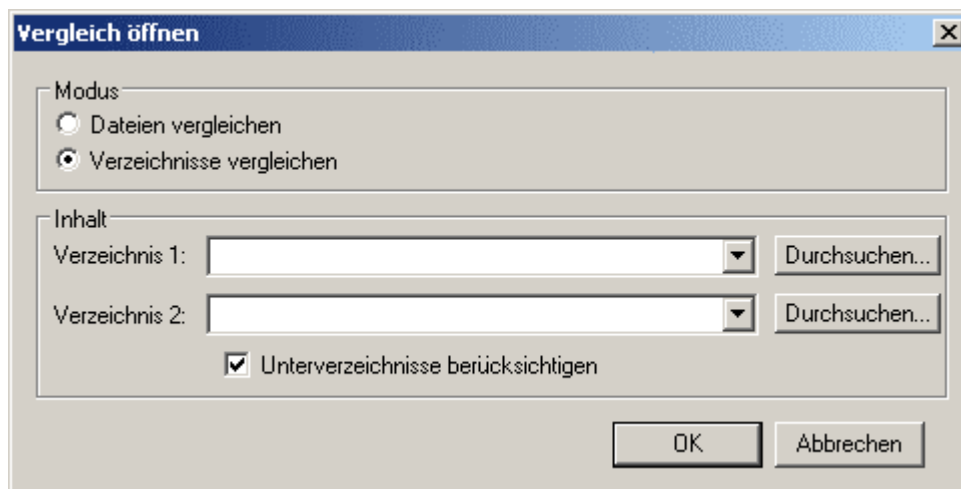 Vergleich öffnen
Modus
Dateien vergleichen
Verzeichnisse vergleichen
Inhalt
Verzeichnis 1: Durchsuchen...
Verzeichnis 2: Durchsuchen...
Unterverzeichnisse berücksichtigen
OK Abbrechen